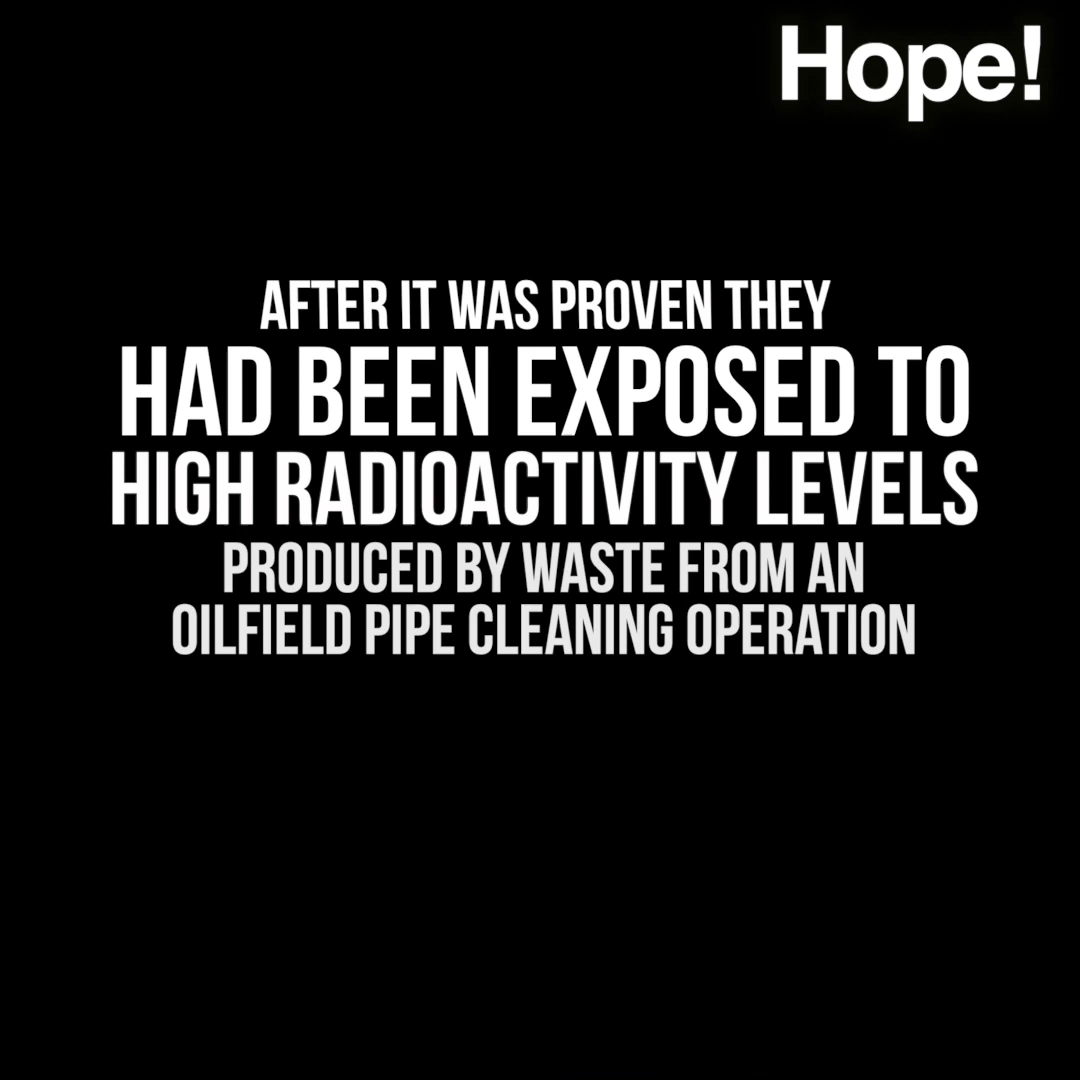 Hope!
AFTER IT WAS PROVEN THEY
HAD BEEN EXPOSED TO
HIGH RADIOACTIVITY LEVELS
PRODUCED BY WASTE FROM AN
OILFIELD PIPE CLEANING OPERATION